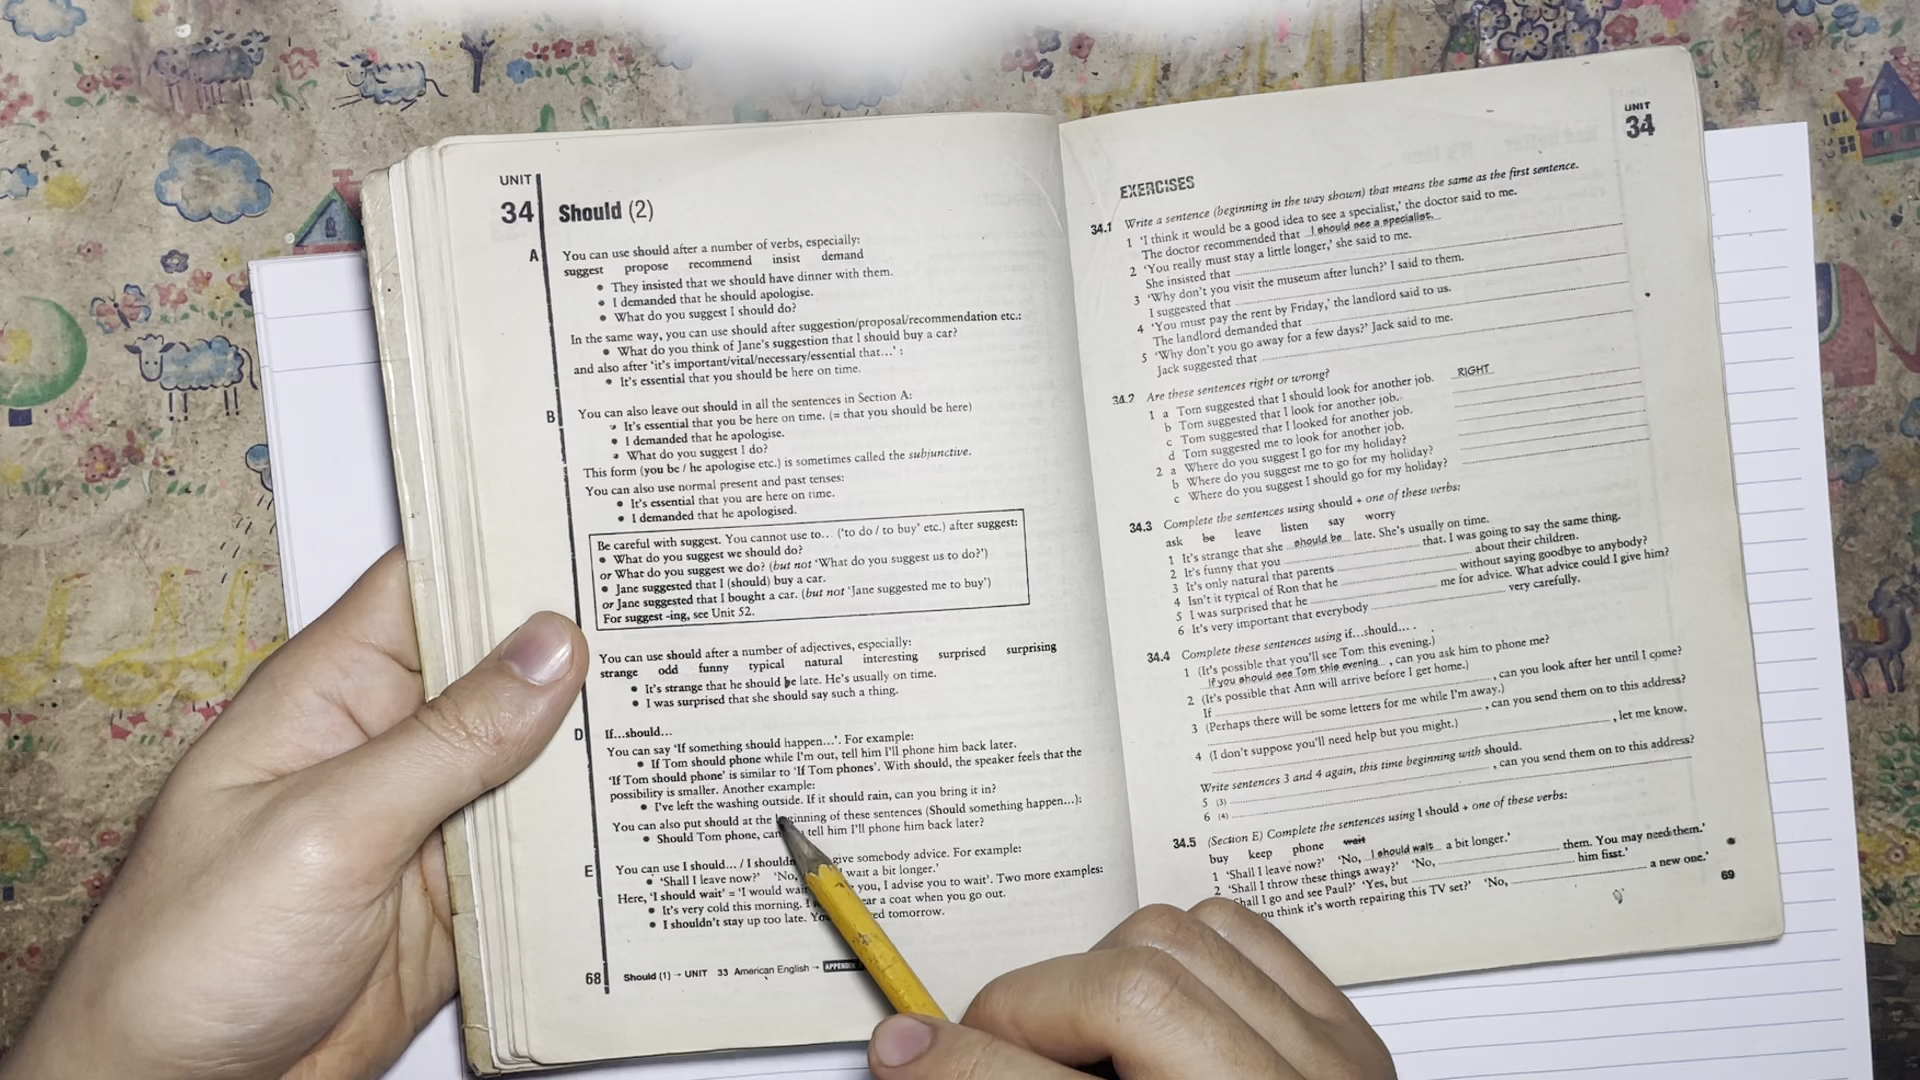 UNIT
34
Should (2)
A
You can use should after a number of verbs, especially:
suggest propose recommend insist demand
• They insisted that we should have dinner with them.
• I demanded that he should apologise.
• What do you suggest I should do?
In the same way, you can use should after suggestion/proposal/recommendation etc.:
• What do you think of Jane's suggestion that I should buy a car?
and also after 'it's important/vital/necessary/essential that...' :
• It's essential that you should be here on time.
B
You can also leave out should in all the sentences in Section A:
• It's essential that you be here on time. (= that you should be here)
• I demanded that he apologise.
• What do you suggest I do?
This form (you be / he apologise etc.) is sometimes called the subjunctive.
You can also use normal present and past tenses:
• It's essential that you are here on time.
• I demanded that he apologised.
Be careful with suggest. You cannot use to... ('to do / to buy' etc.) after suggest:
• What do you suggest we should do?
or What do you suggest we do? (but not 'What do you suggest us to do?')
• Jane suggested that I (should) buy a car.
or Jane suggested that I bought a car. (but not 'Jane suggested me to buy')
For suggest -ing, see Unit 52.
You can use should after a number of adjectives, especially:
strange odd funny typical natural interesting surprised surprising
• It's strange that he should be late. He's usually on time.
• I was surprised that she should say such a thing.
D
If...should...
You can say 'If something should happen...'. For example:
• If Tom should phone while I'm out, tell him I'll phone him back later.
'If Tom should phone' is similar to 'If Tom phones'. With should, the speaker feels that the
possibility is smaller. Another example:
• I've left the washing outside. If it should rain, can you bring it in?
You can also put should at the beginning of these sentences (Should something happen...):
• Should Tom phone, can tell him I'll phone him back later?
E
You can use I should... / I shouldn give somebody advice. For example:
• 'Shall I leave now?' 'No, wait a bit longer.'
Here, 'I should wait' = 'I would wait you, I advise you to wait'. Two more examples:
• It's very cold this morning. I a coat when you go out.
• I shouldn't stay up too late. tomorrow.
68
Should (1) → UNIT 33 American English → APPENDIX
UNIT
34
EXERCISES
34.1 Write a sentence (beginning in the way shown) that means the same as the first sentence.
1 'I think it would be a good idea to see a specialist,' the doctor said to me.
The doctor recommended that I should see a specialist.
2 'You really must stay a little longer,' she said to me.
She insisted that
3 'Why don't you visit the museum after lunch?' I said to them.
I suggested that
4 'You must pay the rent by Friday,' the landlord said to us.
The landlord demanded that
5 'Why don't you go away for a few days?' Jack said to me.
Jack suggested that
34.2 Are these sentences right or wrong?
1 a Tom suggested that I should look for another job. RIGHT
b Tom suggested that I look for another job.
c Tom suggested that I looked for another job.
d Tom suggested me to look for another job.
2 a Where do you suggest I go for my holiday?
b Where do you suggest me to go for my holiday?
c Where do you suggest I should go for my holiday?
34.3 Complete the sentences using should + one of these verbs:
ask be leave listen say worry
1 It's strange that she should be late. She's usually on time.
2 It's funny that you that. I was going to say the same thing.
3 It's only natural that parents about their children.
4 Isn't it typical of Ron that he without saying goodbye to anybody?
5 I was surprised that he me for advice. What advice could I give him?
6 It's very important that everybody very carefully.
34.4 Complete these sentences using if...should... .
1 (It's possible that you'll see Tom this evening.)
If you should see Tom this evening , can you ask him to phone me?
2 (It's possible that Ann will arrive before I get home.)
If , can you look after her until I come?
3 (Perhaps there will be some letters for me while I'm away.)
, can you send them on to this address?
4 (I don't suppose you'll need help but you might.)
, let me know.
Write sentences 3 and 4 again, this time beginning with should.
5 (3) , can you send them on to this address?
6 (4)
34.5 (Section E) Complete the sentences using I should + one of these verbs:
buy keep phone wait
1 'Shall I leave now?' 'No, I should wait a bit longer.'
2 'Shall I throw these things away?' 'No, them. You may need them.'
Shall I go and see Paul?' 'Yes, but him first.'
you think it's worth repairing this TV set?' 'No, a new one.'
69